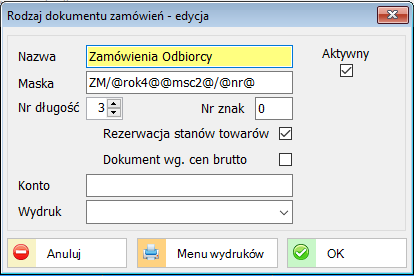 Rodzaj dokumentu zamówień - edycja
Nazwa Zamówienia Odbiorcy Aktywny
Maska ZM/@rok4@@msc2@/@nr@
Nr długość 3 Nr znak 0
Rezerwacja stanów towarów
Dokument wg. cen brutto
Konto
Wydruk
Anuluj Menu wydruków OK